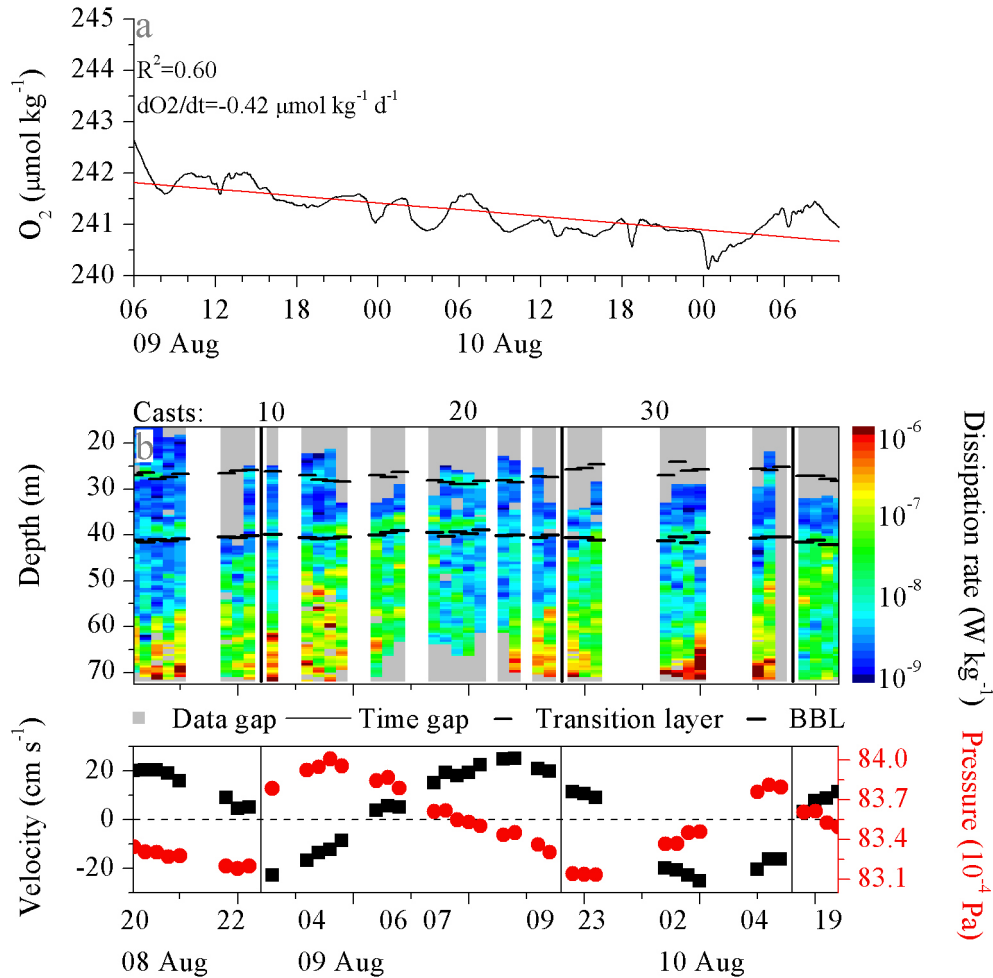 a
R²=0.60
dO2/dt=-0.42 μmol kg⁻¹ d⁻¹
O₂ (μmol kg⁻¹)
245
244
243
242
241
240
06 12 18 00 06 12 18 00 06
09 Aug 10 Aug
Casts: 10 20 30
b
Depth (m)
20
30
40
50
60
70
10⁻⁶
10⁻⁷
10⁻⁸
10⁻⁹
Dissipation rate (W kg⁻¹)
Data gap Time gap Transition layer BBL
Velocity (cm s⁻¹)
20
0
-20
84.0
83.7
83.4
83.1
Pressure (10⁻⁴ Pa)
20 22 04 06 07 09 23 02 04 19
08 Aug 09 Aug 10 Aug